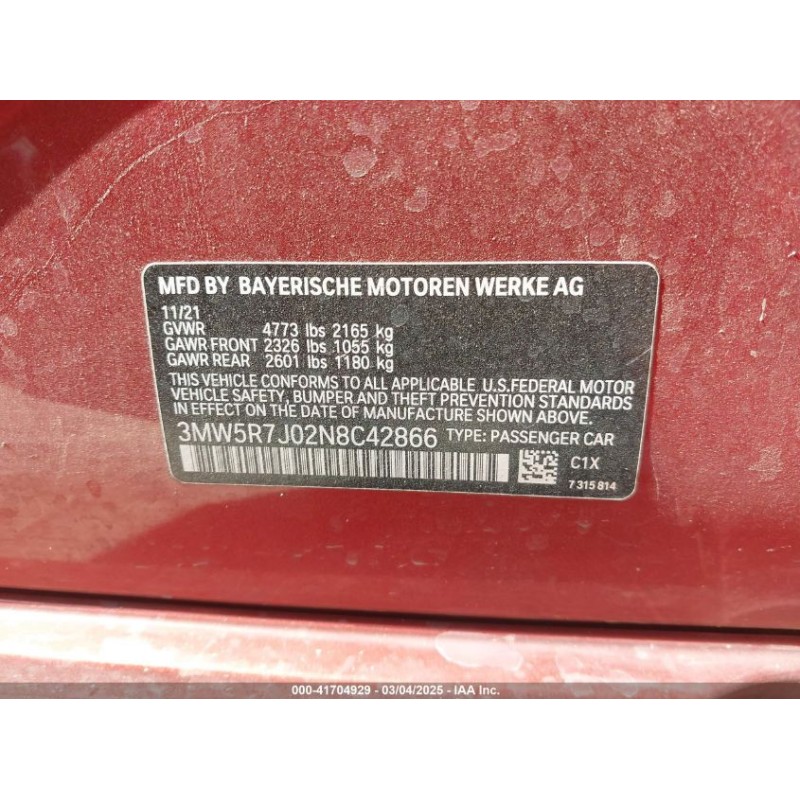 MFD BY BAYERISCHE MOTOREN WERKE AG
11/21
GVWR 4773 lbs 2165 kg
GAWR FRONT 2326 lbs 1055 kg
GAWR REAR 2601 lbs 1180 kg
THIS VEHICLE CONFORMS TO ALL APPLICABLE U.S.FEDERAL MOTOR
VEHICLE SAFETY, BUMPER AND THEFT PREVENTION STANDARDS
IN EFFECT ON THE DATE OF MANUFACTURE SHOWN ABOVE.
3MW5R7J02N8C42866 TYPE: PASSENGER CAR
C1X
7 315 814
000-41704929 - 03/04/2025 - IAA Inc.